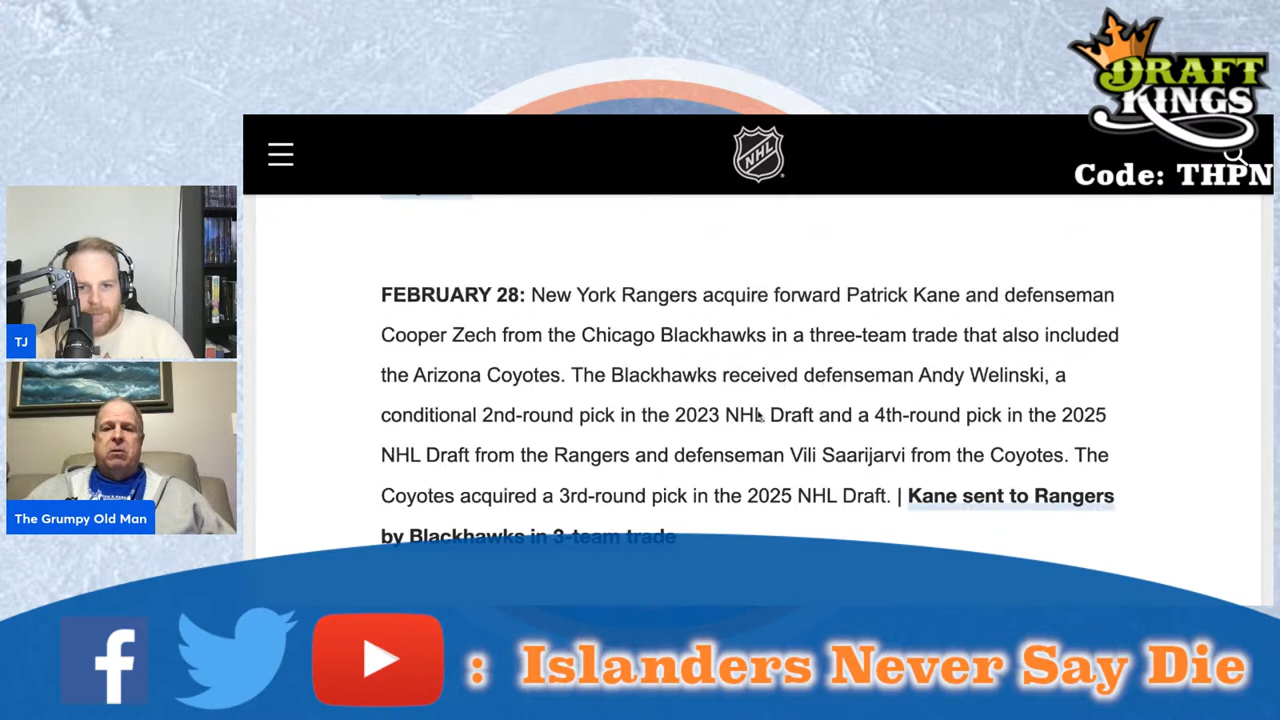 DRAFT
KINGS
Code: THPN
NHL
FEBRUARY 28: New York Rangers acquire forward Patrick Kane and defenseman
Cooper Zech from the Chicago Blackhawks in a three-team trade that also included
the Arizona Coyotes. The Blackhawks received defenseman Andy Welinski, a
conditional 2nd-round pick in the 2023 NHL Draft and a 4th-round pick in the 2025
NHL Draft from the Rangers and defenseman Vili Saarijarvi from the Coyotes. The
Coyotes acquired a 3rd-round pick in the 2025 NHL Draft. | Kane sent to Rangers
by Blackhawks in 3-team trade
TJ
The Grumpy Old Man
f
: Islanders Never Say Die